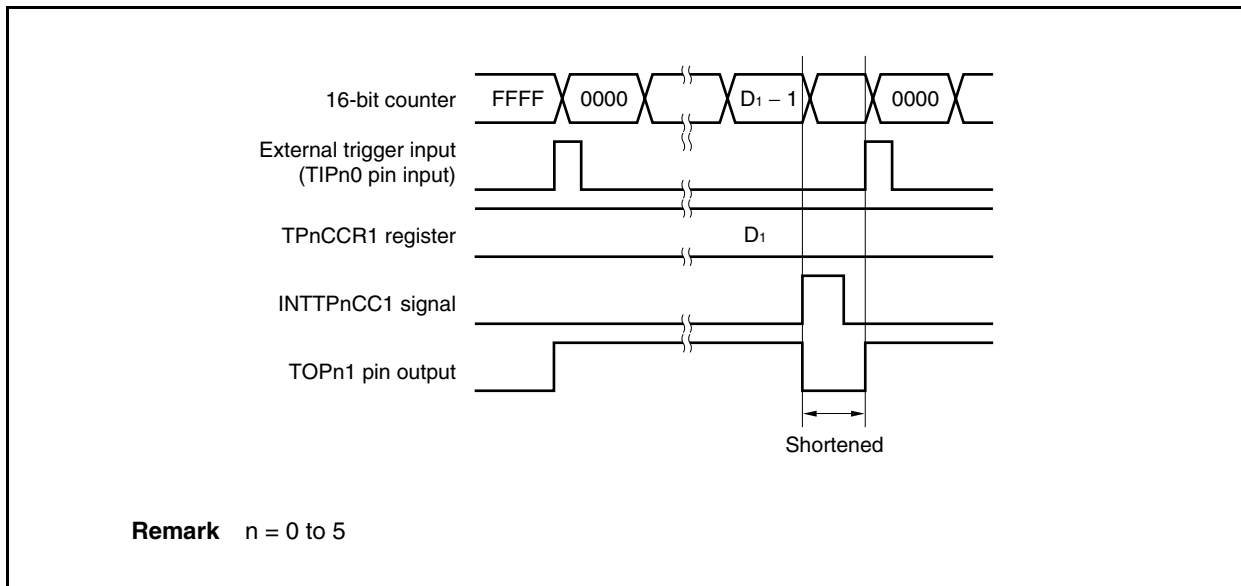 16-bit counter FFFF 0000 D₁ – 1 0000
External trigger input
(TIPn0 pin input)
TPnCCR1 register D₁
INTTPnCC1 signal
TOPn1 pin output
Shortened
Remark n = 0 to 5